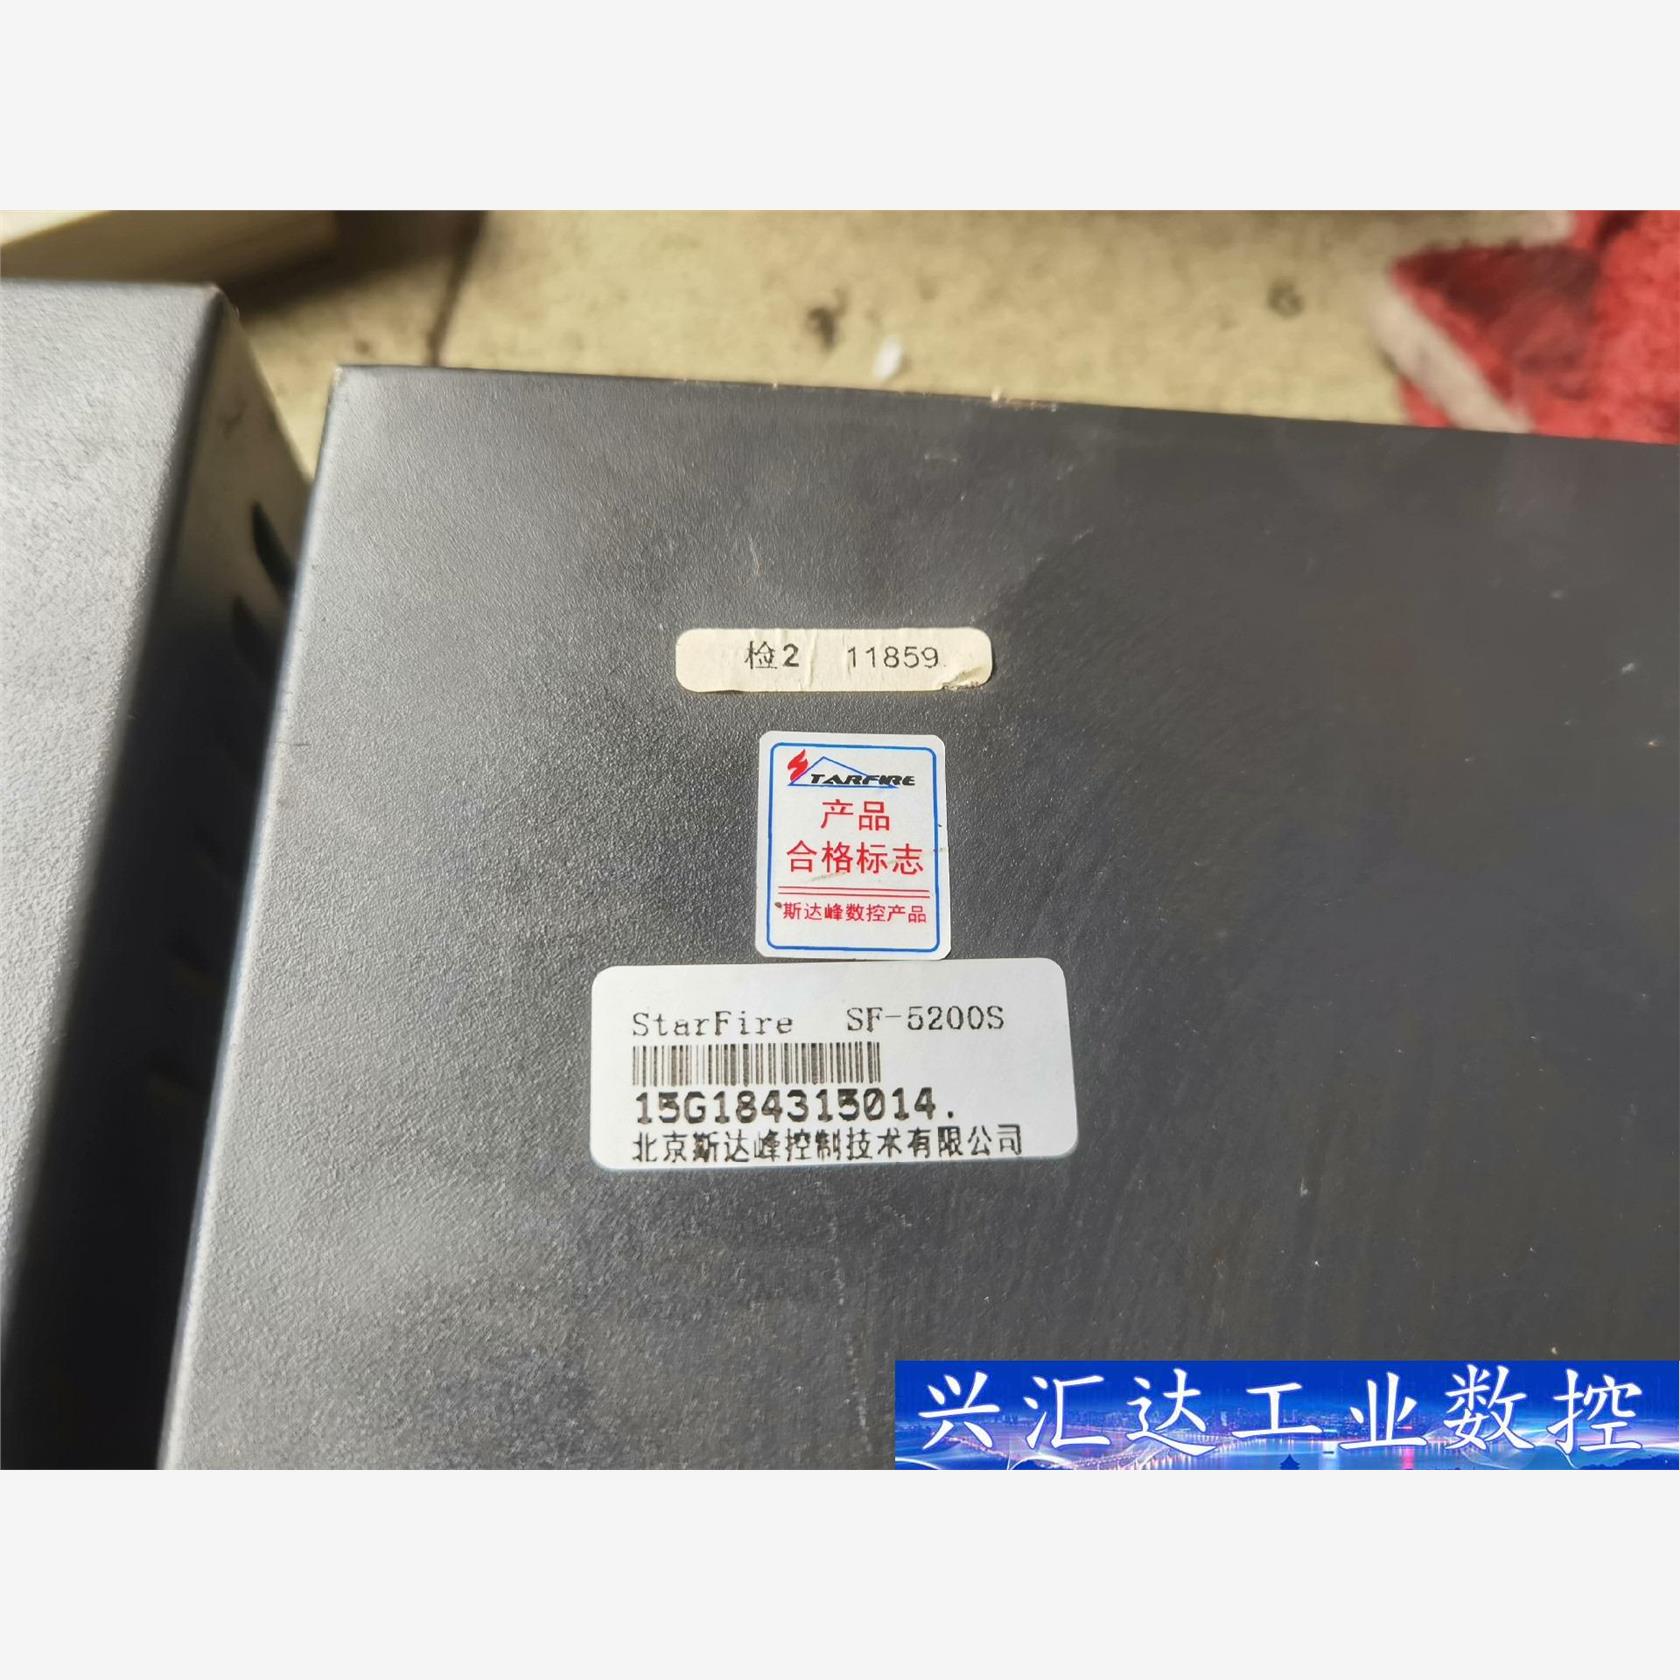 检2 11859
STARFIRE
产品
合格标志
斯达峰数控产品
StarFire SF-5200S
15G184315014.
北京斯达峰控制技术有限公司
兴汇达工业数控